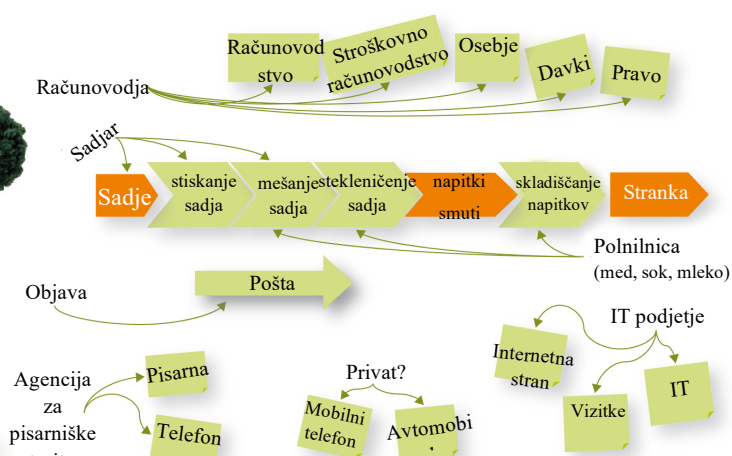 Računovod
stvo
Stroškovno
računovodstvo
Osebje
Davki
Pravo
Računovodja
Sadjar
Sadje
stiskanje
sadja
mešanje
sadja
stekleničenje
sadja
napitki
smuti
skladiščanje
napitkov
Stranka
Polnilnica
(med, sok, mleko)
Objava
Pošta
IT podjetje
Internetna
stran
Vizitke
IT
Agencija
za
pisarniške
Pisarna
Telefon
Privat?
Mobilni
telefon
Avtomobi